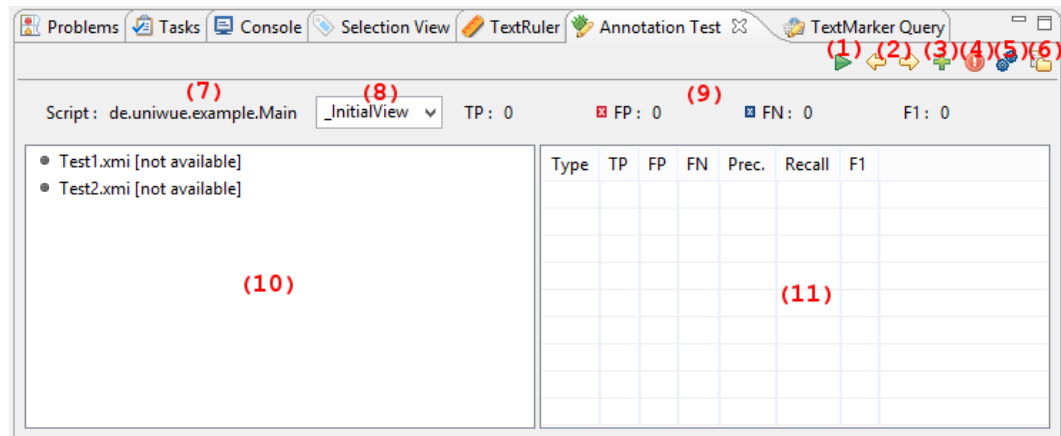 Problems Tasks Console Selection View TextRuler Annotation Test TextMarker Query
(1) (2) (3) (4) (5) (6)
(7) (8) (9)
Script : de.uniwue.example.Main _InitialView TP : 0 FP : 0 FN : 0 F1 : 0
Test1.xmi [not available] Type TP FP FN Prec. Recall F1
Test2.xmi [not available]
(10) (11)